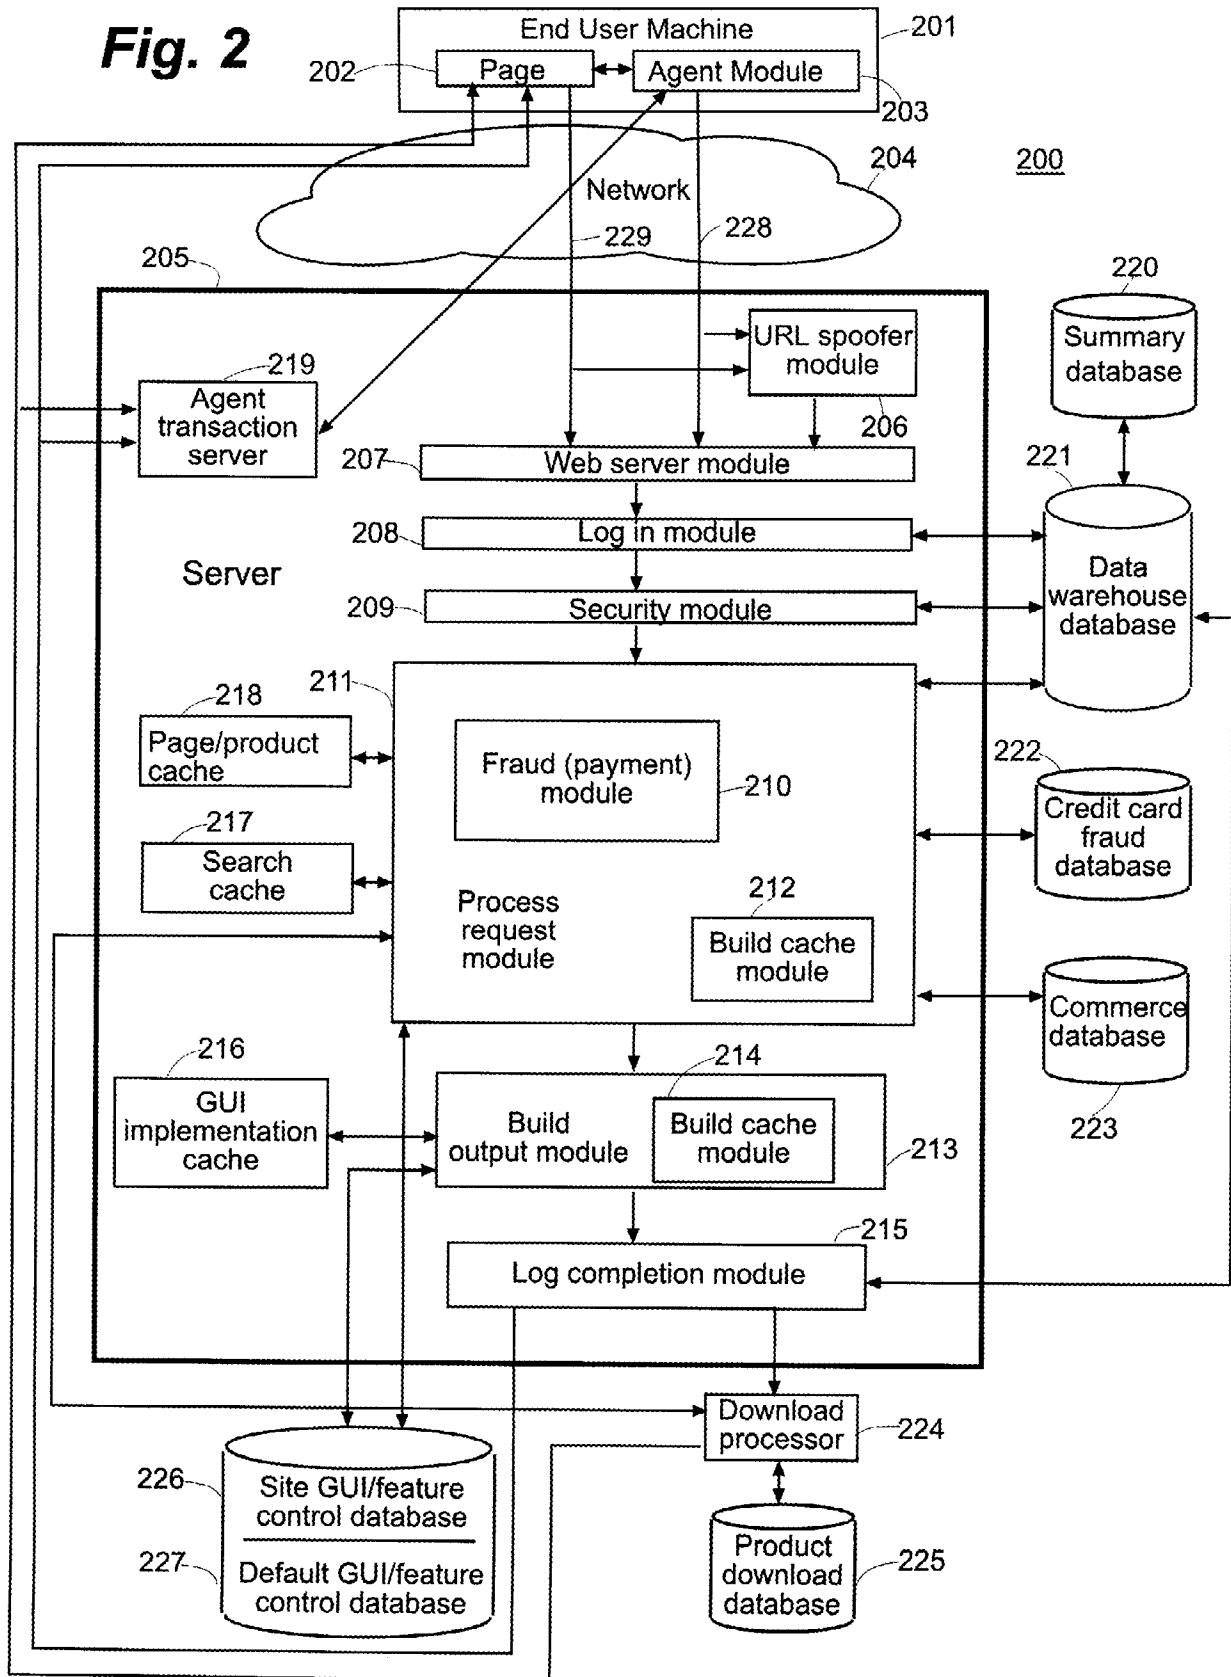 Fig. 2
End User Machine
201
202
Page
Agent Module
203
204
200
Network
229
228
205
220
Summary
database
URL spoofer
module
219
Agent
transaction
server
206
207
Web server module
221
208
Log in module
Server
Data
warehouse
database
209
Security module
211
218
Page/product
cache
Fraud (payment)
module
210
222
Credit card
fraud
database
217
Search
cache
212
Process
request
module
Build cache
module
Commerce
database
216
214
GUI
implementation
cache
Build
output module
Build cache
module
213
223
215
Log completion module
Download
processor
224
226
Site GUI/feature
control database
227
Default GUI/feature
control database
Product
download
database
225